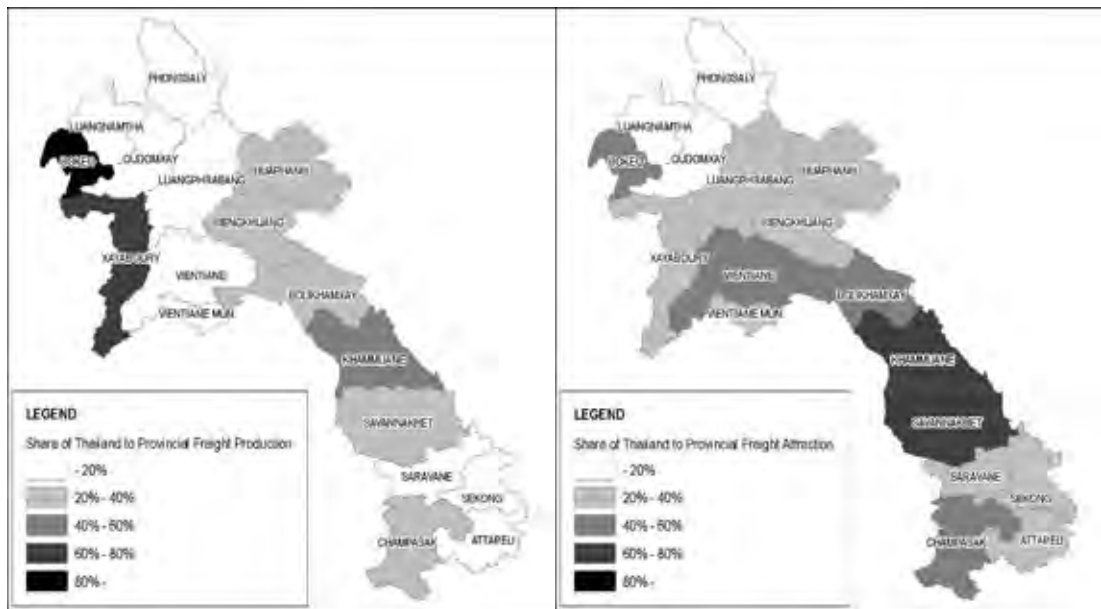 PHONGSALY
LUANGNAMTHA
BOKEO
OUDOMXAY
LUANGPHRABANG
HUAPHANH
XIENGKHUANG
XAYABOURY
VIENTIANE
BOLIKHAMXAY
VIENTIANE MUN.
KHAMMUANE
SAVANNAKHET
SARAVANE
SEKONG
CHAMPASAK
ATTAPEU
LEGEND
Share of Thailand to Provincial Freight Production
- 20%
20% - 40%
40% - 60%
60% - 80%
80% -
PHONGSALY
LUANGNAMTHA
BOKEO
OUDOMXAY
LUANGPHRABANG
HUAPHANH
XIENGKHUANG
XAYABOURY
VIENTIANE
BOLIKHAMXAY
VIENTIANE MUN.
KHAMMUANE
SAVANNAKHET
SARAVANE
SEKONG
CHAMPASAK
ATTAPEU
LEGEND
Share of Thailand to Provincial Freight Attraction
- 20%
20% - 40%
40% - 60%
60% - 80%
80% -